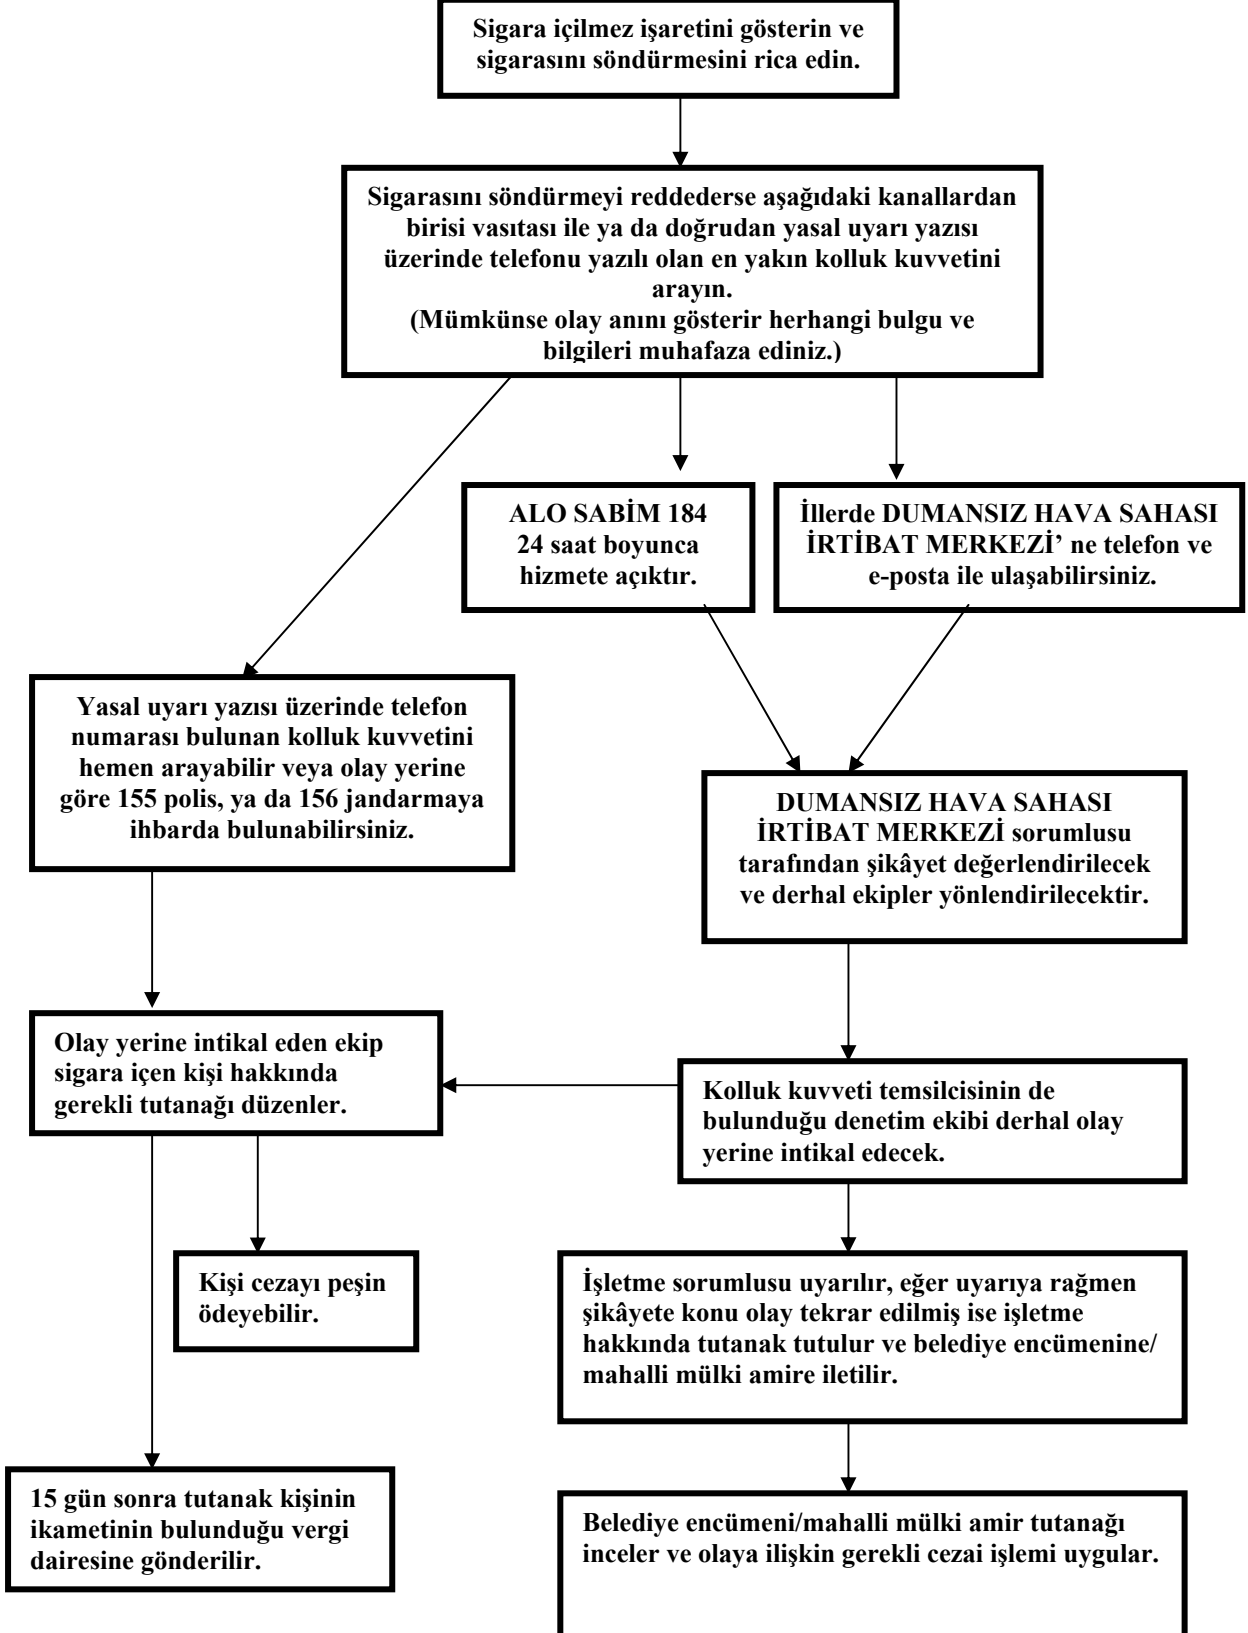 Sigara içilmez işaretini gösterin ve
sigarasını söndürmesini rica edin.
Sigarasını söndürmeyi reddederse aşağıdaki kanallardan
birisi vasıtası ile ya da doğrudan yasal uyarı yazısı
üzerinde telefonu yazılı olan en yakın kolluk kuvvetini
arayın.
(Mümkünse olay anını gösterir herhangi bulgu ve
bilgileri muhafaza ediniz.)
ALO SABİM 184
24 saat boyunca
hizmete açıktır.
İllerde DUMANSIZ HAVA SAHASI
İRTİBAT MERKEZİ’ ne telefon ve
e-posta ile ulaşabilirsiniz.
Yasal uyarı yazısı üzerinde telefon
numarası bulunan kolluk kuvvetini
hemen arayabilir veya olay yerine
göre 155 polis, ya da 156 jandarmaya
ihbarda bulunabilirsiniz.
DUMANSIZ HAVA SAHASI
İRTİBAT MERKEZİ sorumlusu
tarafından şikâyet değerlendirilecek
ve derhal ekipler yönlendirilecektir.
Olay yerine intikal eden ekip
sigara içen kişi hakkında
gerekli tutanağı düzenler.
Kolluk kuvveti temsilcisinin de
bulunduğu denetim ekibi derhal olay
yerine intikal edecek.
Kişi cezayı peşin
ödeyebilir.
İşletme sorumlusu uyarılır, eğer uyarıya rağmen
şikâyete konu olay tekrar edilmiş ise işletme
hakkında tutanak tutulur ve belediye encümenine/
mahalli mülki amire iletilir.
15 gün sonra tutanak kişinin
ikametinin bulunduğu vergi
dairesine gönderilir.
Belediye encümeni/mahalli mülki amir tutanağı
inceler ve olaya ilişkin gerekli cezai işlemi uygular.